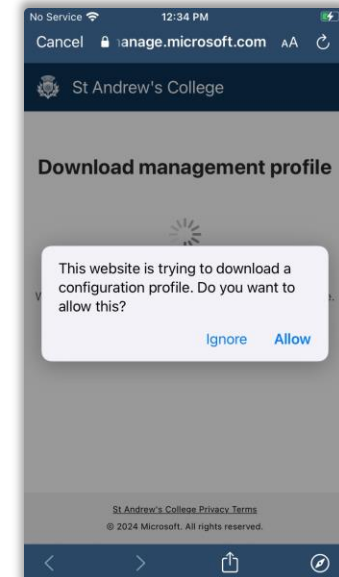 No Service 12:34 PM
Cancel anage.microsoft.com AA
St Andrew's College
Download management profile
This website is trying to download a
configuration profile. Do you want to
allow this?
Ignore Allow
St Andrew's College Privacy Terms
© 2024 Microsoft. All rights reserved.